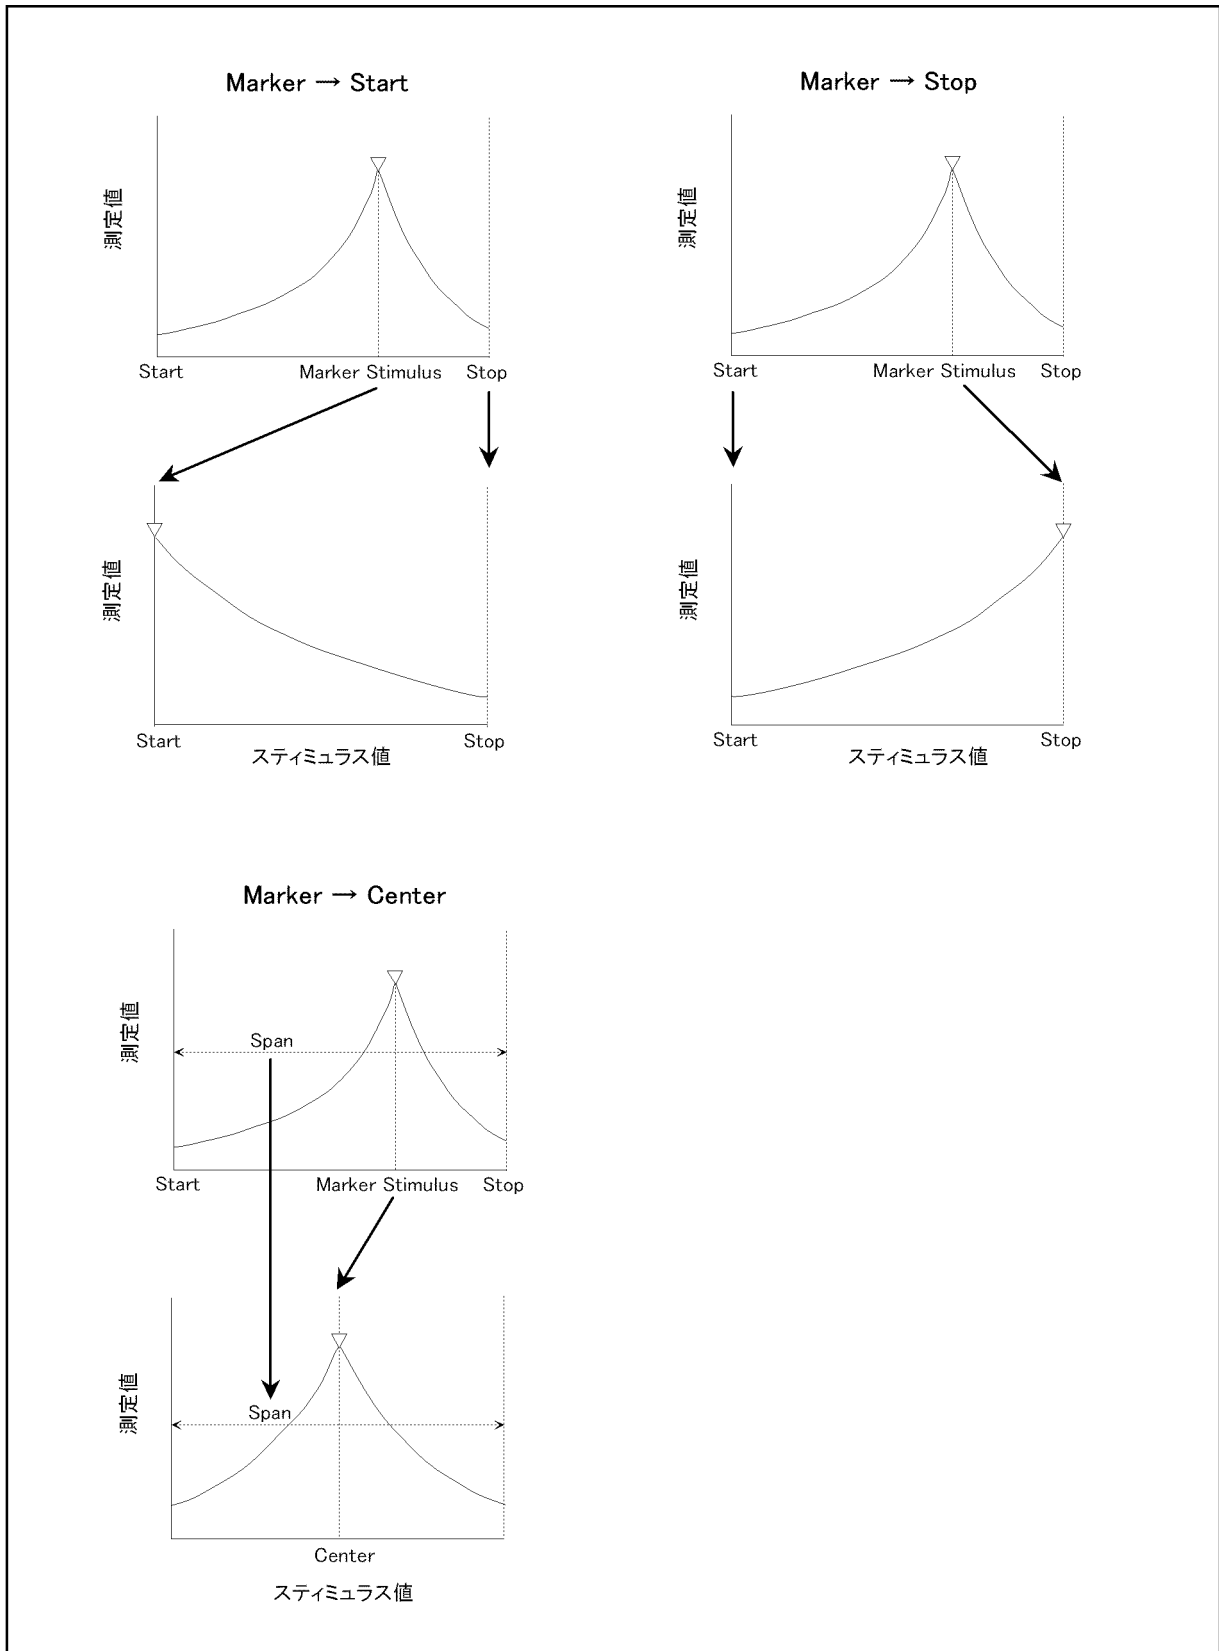 Marker → Start
測定値
Start Marker Stimulus Stop
測定値
Start Stop
スティミュラス値
Marker → Stop
測定値
Start Marker Stimulus Stop
測定値
Start Stop
スティミュラス値
Marker → Center
測定値
Span
Start Marker Stimulus Stop
測定値
Span
Center
スティミュラス値